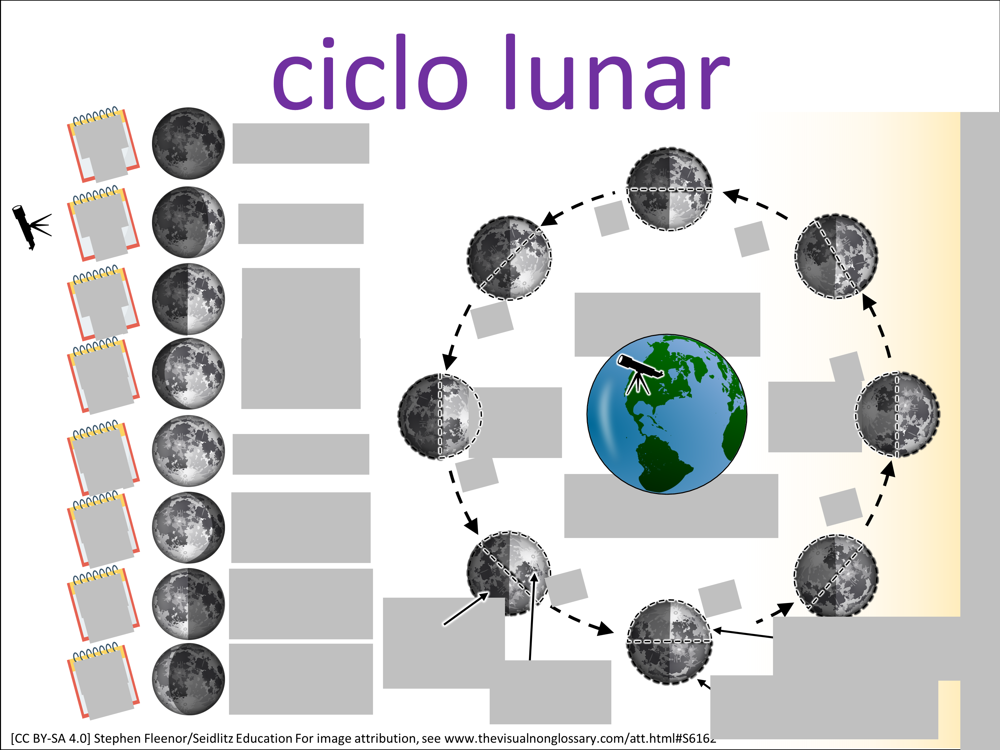 ciclo lunar
[CC BY-SA 4.0] Stephen Fleenor/Seidlitz Education For image attribution, see www.thevisualnonglossary.com/att.html#S6162